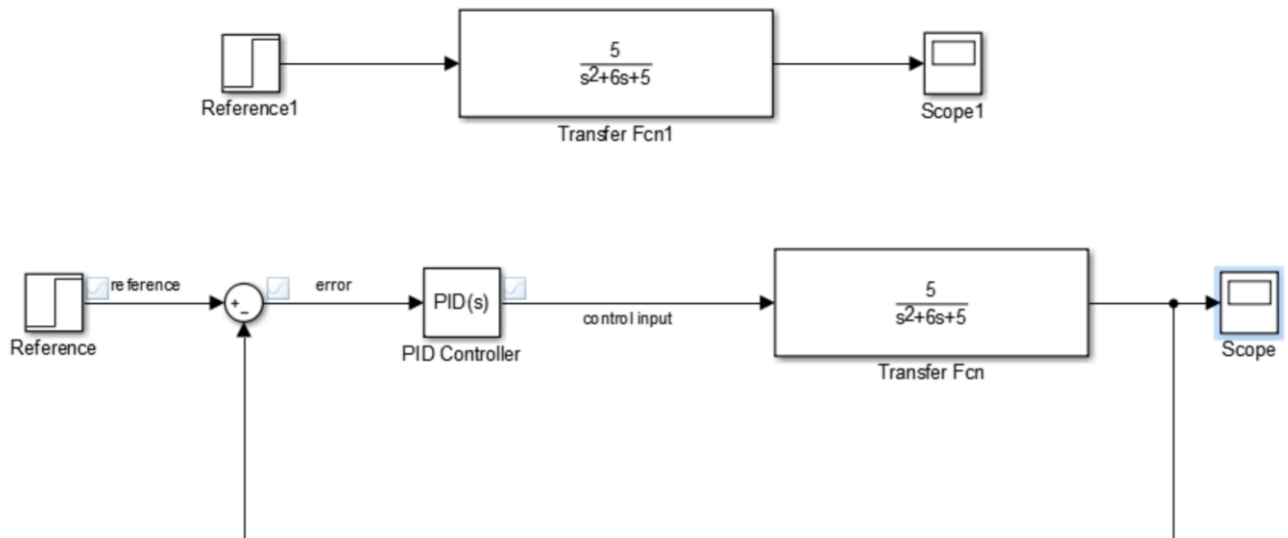 5
s2+6s+5
Reference1
Transfer Fcn1
Scope1
reference
error
PID(s)
control input
5
s2+6s+5
Reference
PID Controller
Transfer Fcn
Scope